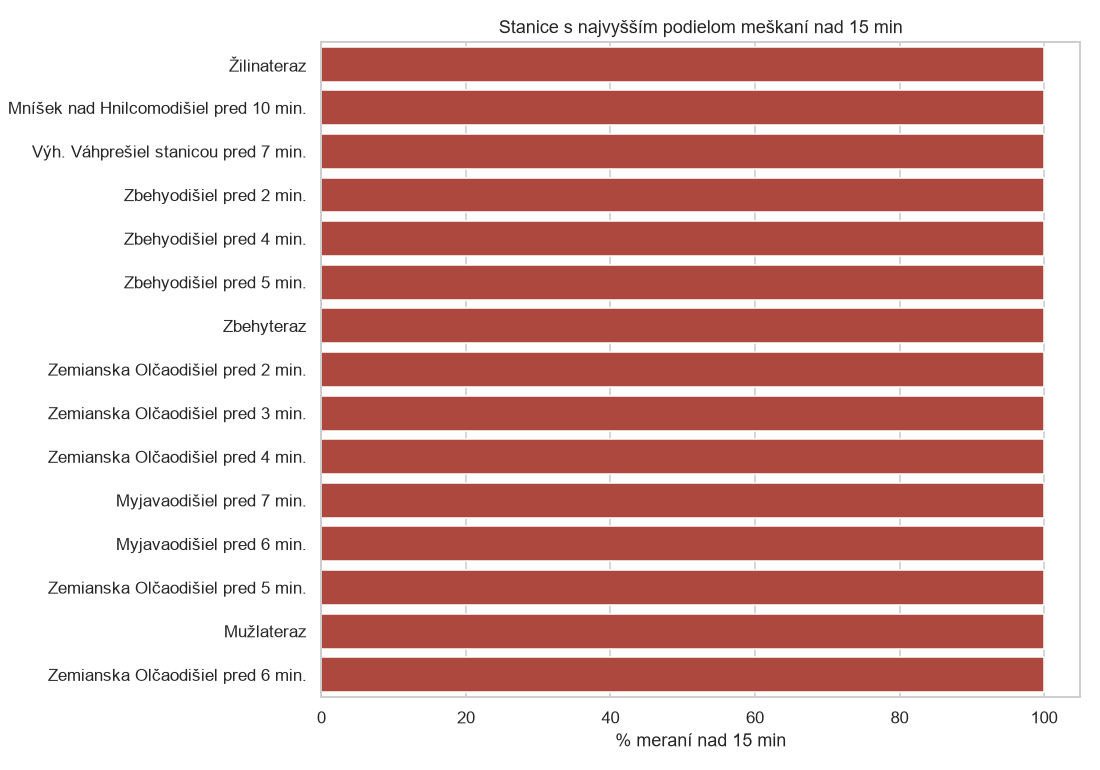 Stanice s najvyšším podielom meškaní nad 15 min
Žilinateraz
Mníšek nad Hnilcomodišiel pred 10 min.
Výh. Váhprešiel stanicou pred 7 min.
Zbehyodišiel pred 2 min.
Zbehyodišiel pred 4 min.
Zbehyodišiel pred 5 min.
Zbehyteraz
Zemianska Olčaodišiel pred 2 min.
Zemianska Olčaodišiel pred 3 min.
Zemianska Olčaodišiel pred 4 min.
Myjavaodišiel pred 7 min.
Myjavaodišiel pred 6 min.
Zemianska Olčaodišiel pred 5 min.
Mužlateraz
Zemianska Olčaodišiel pred 6 min.
0 20 40 60 80 100
% meraní nad 15 min